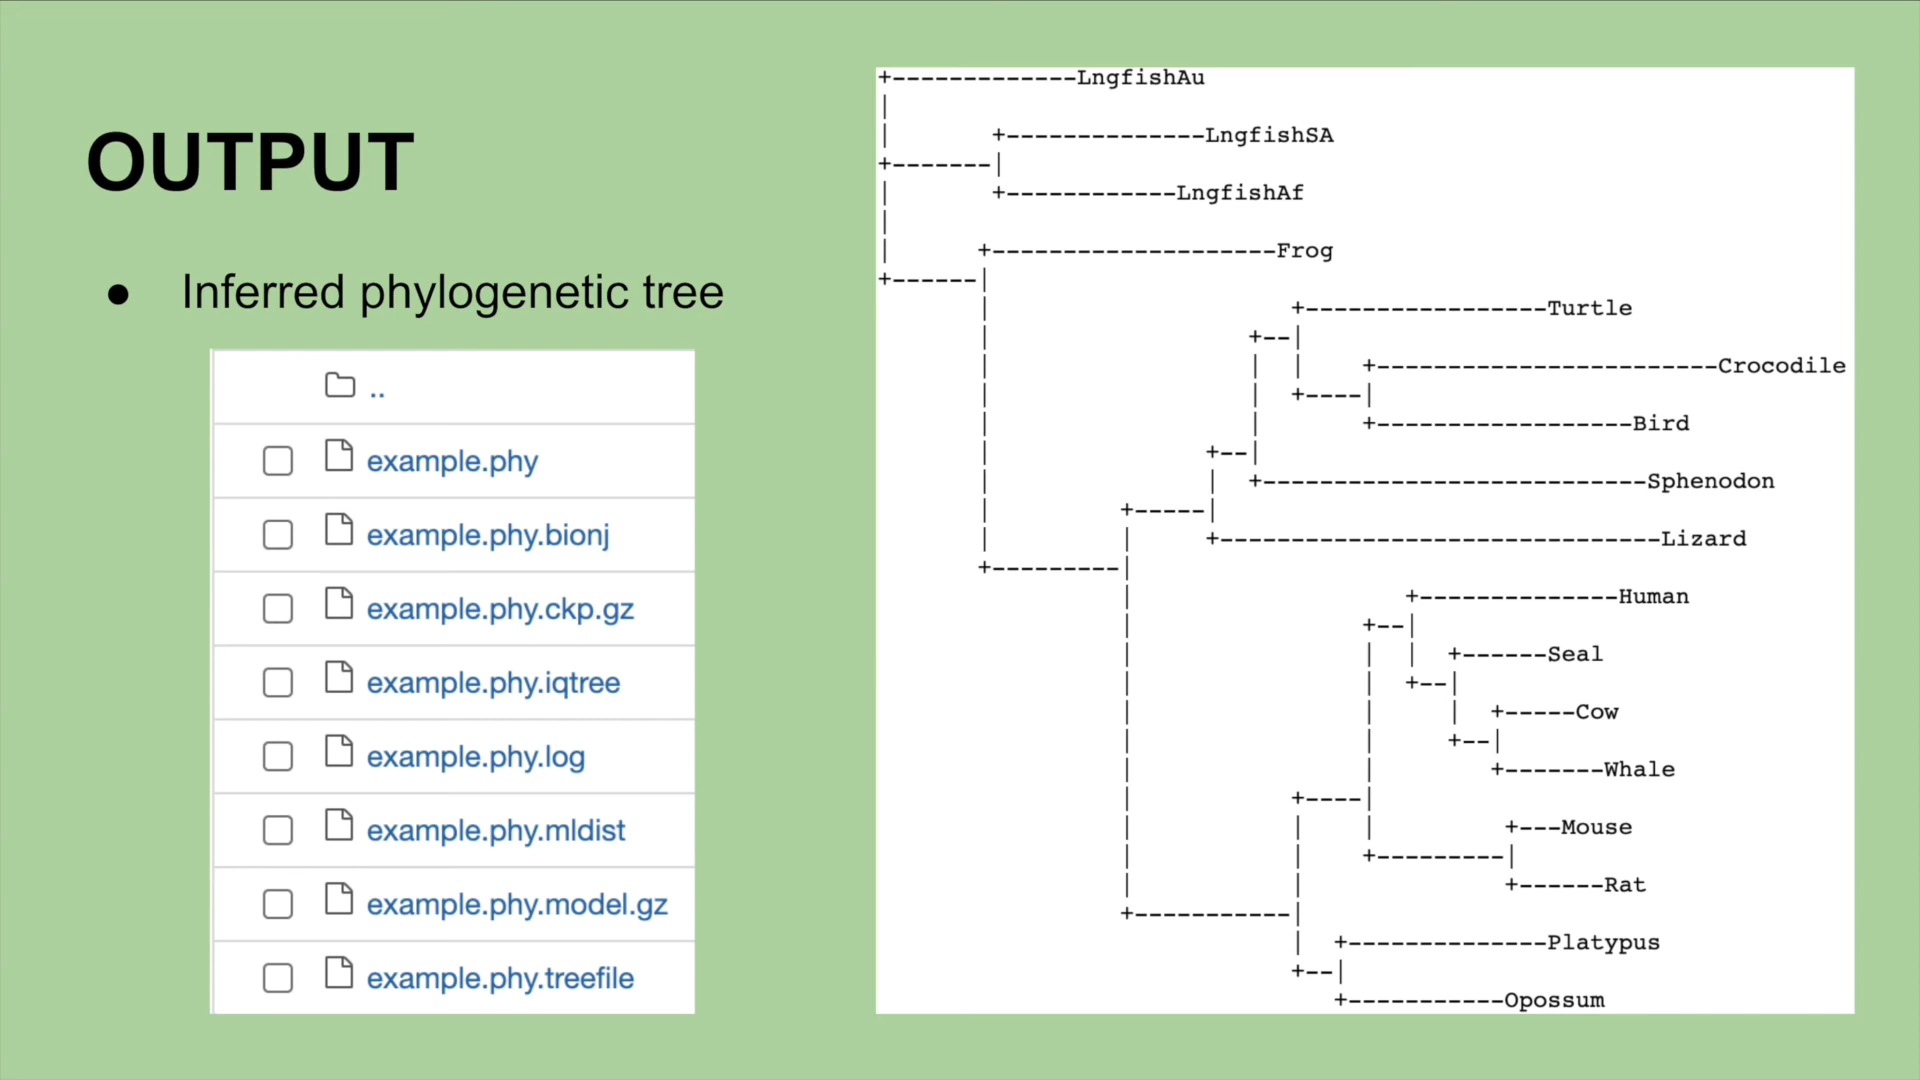 OUTPUT
● Inferred phylogenetic tree
..
example.phy
example.phy.bionj
example.phy.ckp.gz
example.phy.iqtree
example.phy.log
example.phy.mldist
example.phy.model.gz
example.phy.treefile
LngfishAu
LngfishSA
LngfishAf
Frog
Turtle
Crocodile
Bird
Sphenodon
Lizard
Human
Seal
Cow
Whale
Mouse
Rat
Platypus
Opossum